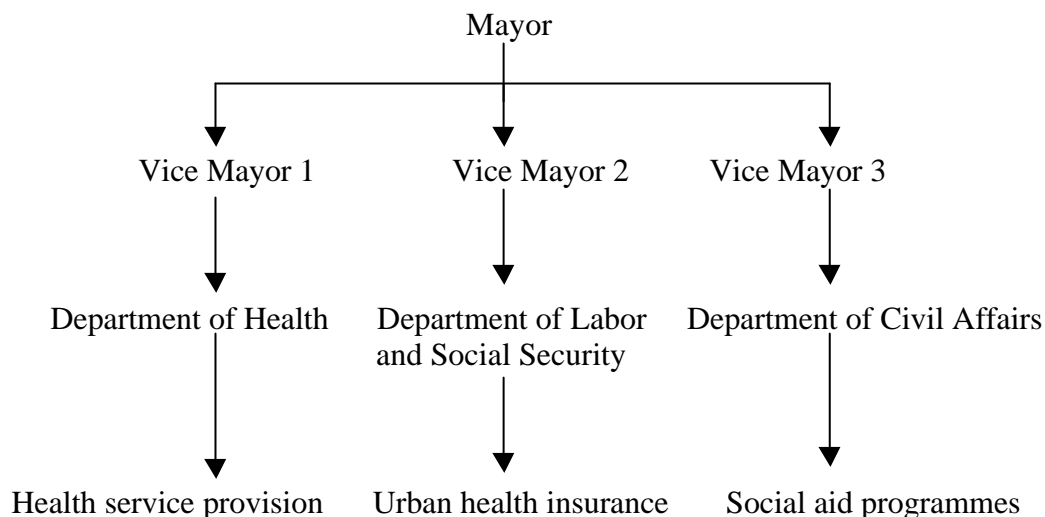 Mayor
Vice Mayor 1
Vice Mayor 2
Vice Mayor 3
Department of Health
Department of Labor
and Social Security
Department of Civil Affairs
Health service provision
Urban health insurance
Social aid programmes